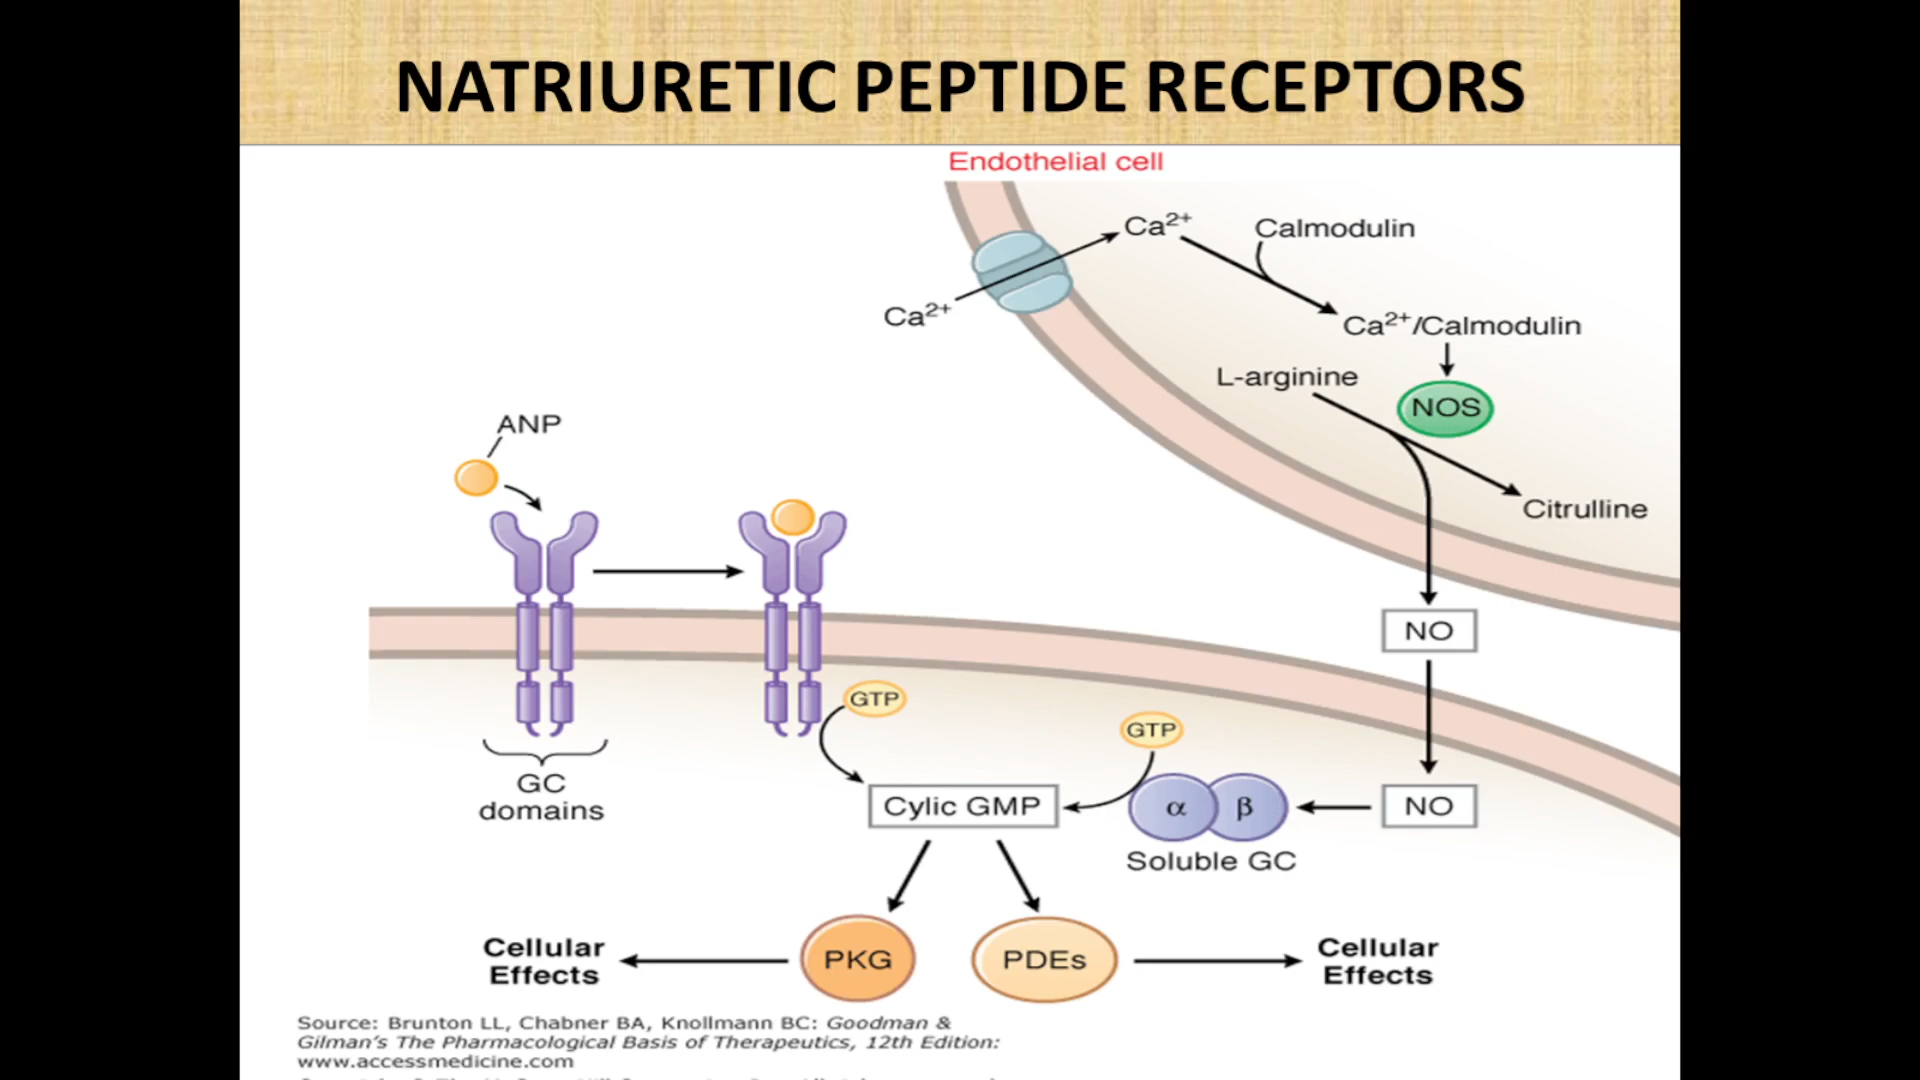 NATRIURETIC PEPTIDE RECEPTORS
Endothelial cell
Ca²⁺
Calmodulin
Ca²⁺
Ca²⁺/Calmodulin
L-arginine
NOS
ANP
Citrulline
NO
GTP
GTP
GC
domains
Cylic GMP
α
β
NO
Soluble GC
Cellular
Effects
PKG
PDEs
Cellular
Effects
Source: Brunton LL, Chabner BA, Knollmann BC: Goodman &
Gilman’s The Pharmacological Basis of Therapeutics, 12th Edition:
www.accessmedicine.com